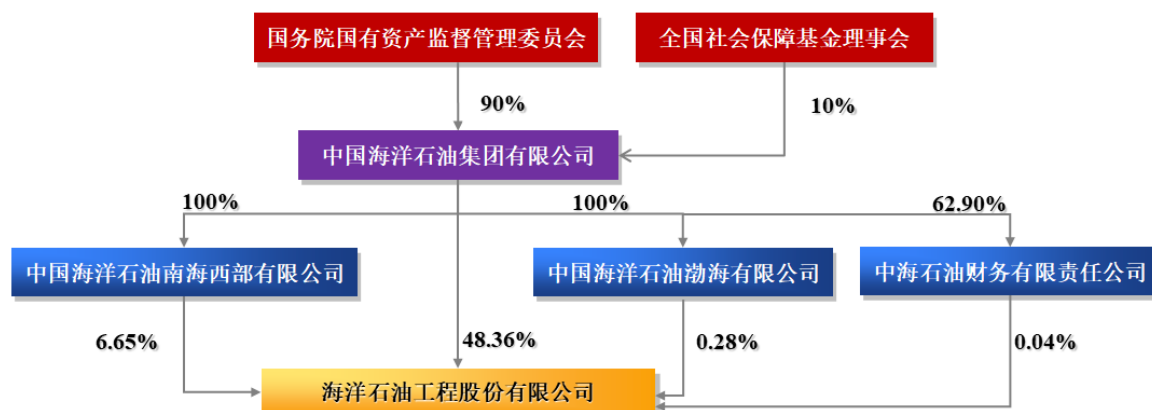 国务院国有资产监督管理委员会
全国社会保障基金理事会
90%
10%
中国海洋石油集团有限公司
100%
100%
62.90%
中国海洋石油南海西部有限公司
中国海洋石油渤海有限公司
中海石油财务有限责任公司
6.65%
48.36%
0.28%
0.04%
海洋石油工程股份有限公司